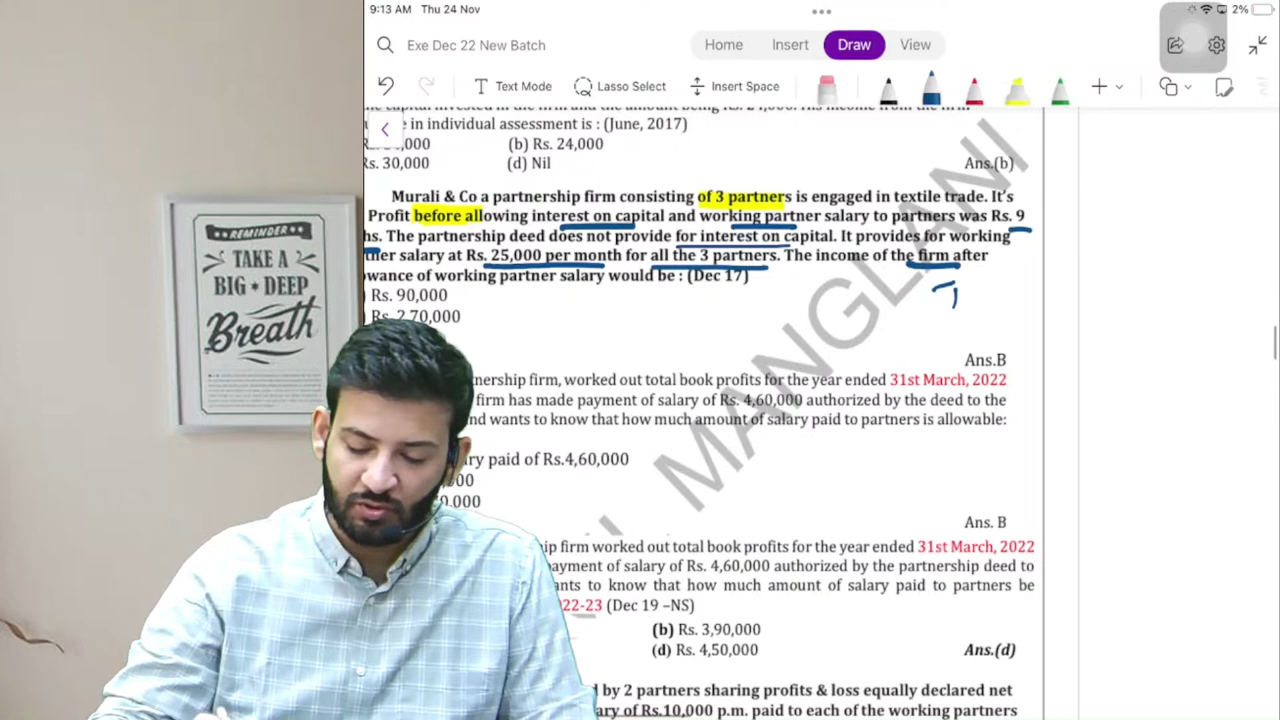 9:13 AM Thu 24 Nov
2%
Exe Dec 22 New Batch
Home Insert Draw View
Text Mode Lasso Select Insert Space
in individual assessment is : (June, 2017)
,000 (b) Rs. 24,000
Rs. 30,000 (d) Nil Ans.(b)
Murali & Co a partnership firm consisting of 3 partners is engaged in textile trade. It's
Profit before allowing interest on capital and working partner salary to partners was Rs. 9
hs. The partnership deed does not provide for interest on capital. It provides for working
ner salary at Rs. 25,000 per month for all the 3 partners. The income of the firm after
owance of working partner salary would be : (Dec 17)
Rs. 90,000
Rs. 2,70,000
Ans.B
nership firm, worked out total book profits for the year ended 31st March, 2022
firm has made payment of salary of Rs. 4,60,000 authorized by the deed to the
nd wants to know that how much amount of salary paid to partners is allowable:
ry paid of Rs.4,60,000
000
0,000
Ans. B
ip firm worked out total book profits for the year ended 31st March, 2022
payment of salary of Rs. 4,60,000 authorized by the partnership deed to
nts to know that how much amount of salary paid to partners be
22-23 (Dec 19 –NS)
(b) Rs. 3,90,000
(d) Rs. 4,50,000 Ans.(d)
d by 2 partners sharing profits & loss equally declared net
ary of Rs.10,000 p.m. paid to each of the working partners
MANGLANI
REMINDER
TAKE A
BIG DEEP
Breath